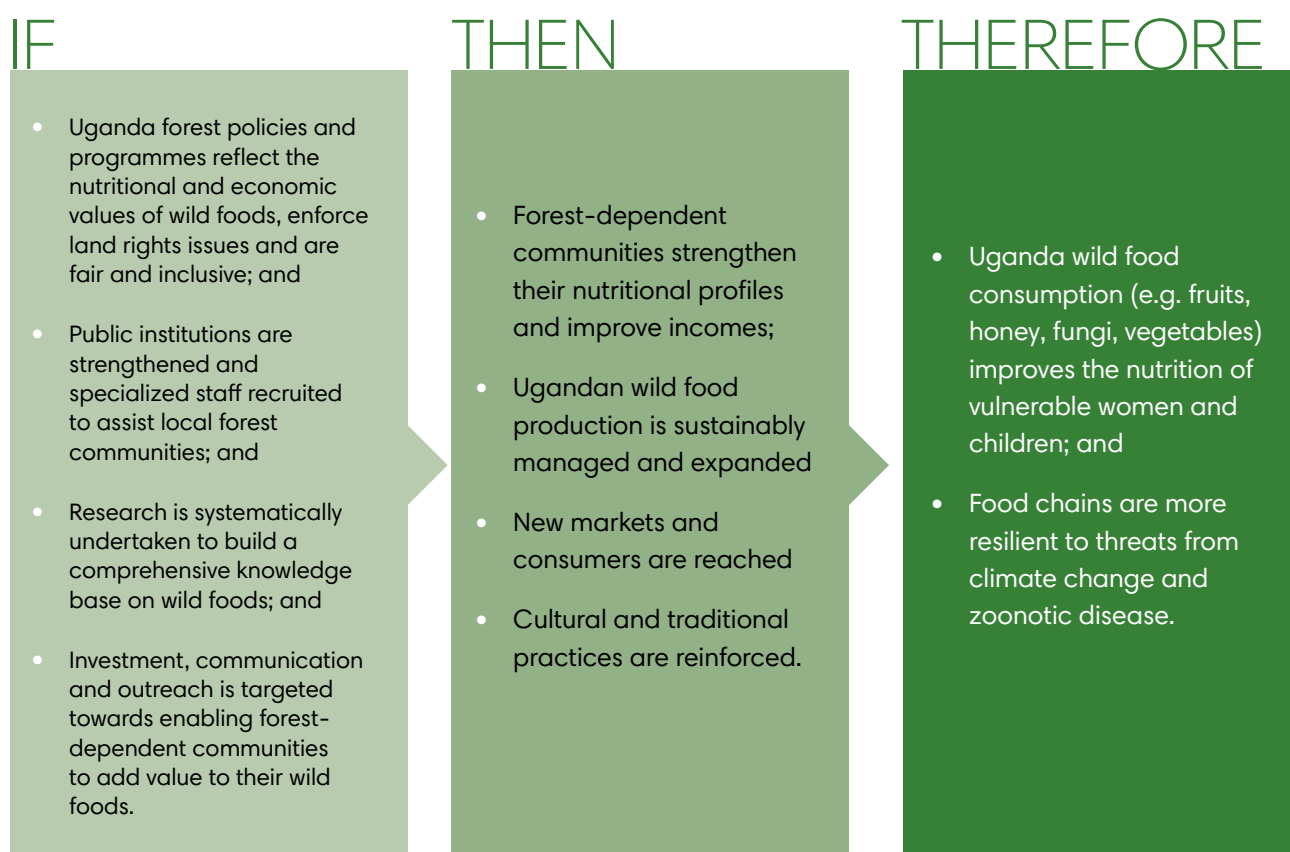 IF
• Uganda forest policies and
programmes reflect the
nutritional and economic
values of wild foods, enforce
land rights issues and are
fair and inclusive; and
• Public institutions are
strengthened and
specialized staff recruited
to assist local forest
communities; and
• Research is systematically
undertaken to build a
comprehensive knowledge
base on wild foods; and
• Investment, communication
and outreach is targeted
towards enabling forest-
dependent communities
to add value to their wild
foods.
THEN
• Forest-dependent
communities strengthen
their nutritional profiles
and improve incomes;
• Ugandan wild food
production is sustainably
managed and expanded
• New markets and
consumers are reached
• Cultural and traditional
practices are reinforced.
THEREFORE
• Uganda wild food
consumption (e.g. fruits,
honey, fungi, vegetables)
improves the nutrition of
vulnerable women and
children; and
• Food chains are more
resilient to threats from
climate change and
zoonotic disease.